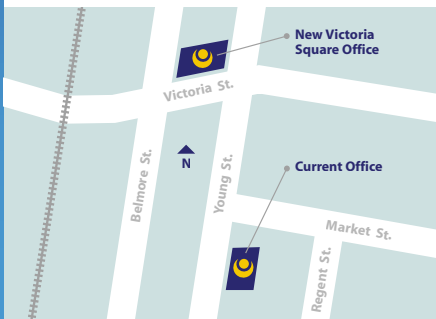 New Victoria
Square Office
Victoria St.
Belmore St.
N
Young St.
Current Office
Market St.
Regent St.